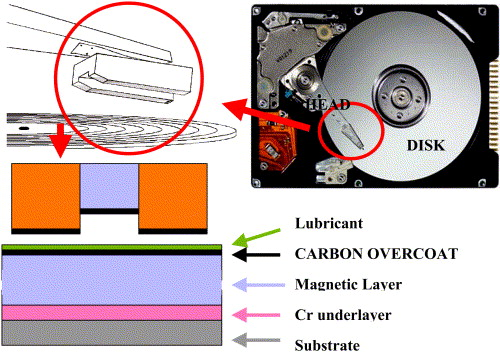 HEAD
DISK
Lubricant
CARBON OVERCOAT
Magnetic Layer
Cr underlayer
Substrate